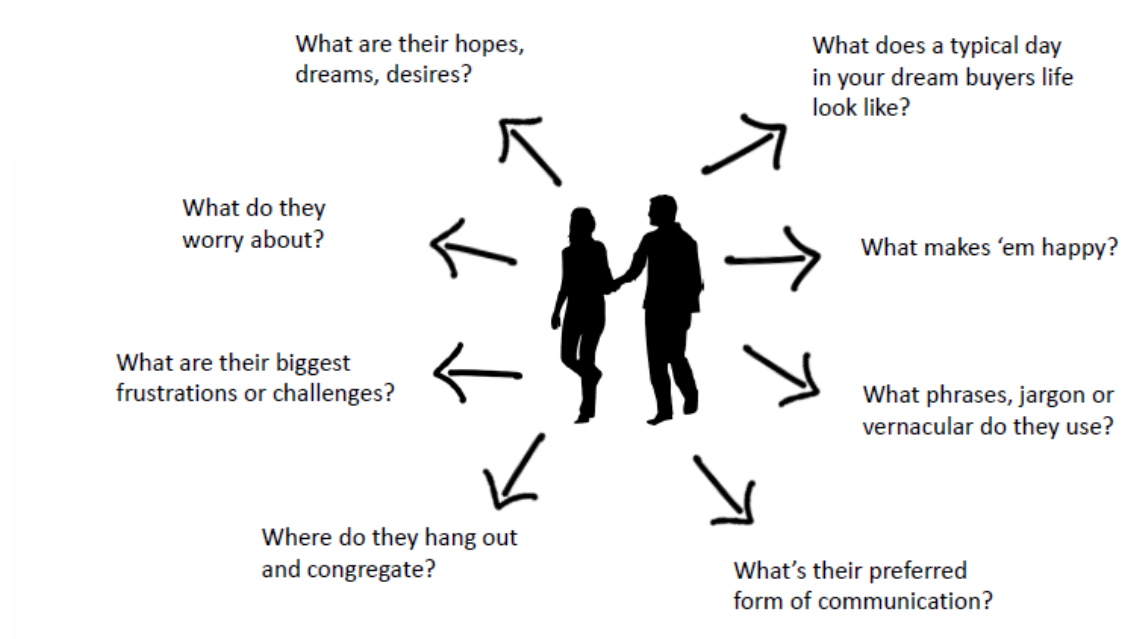 What are their hopes,
dreams, desires?
What does a typical day
in your dream buyers life
look like?
What do they
worry about?
What makes ‘em happy?
What are their biggest
frustrations or challenges?
What phrases, jargon or
vernacular do they use?
Where do they hang out
and congregate?
What’s their preferred
form of communication?